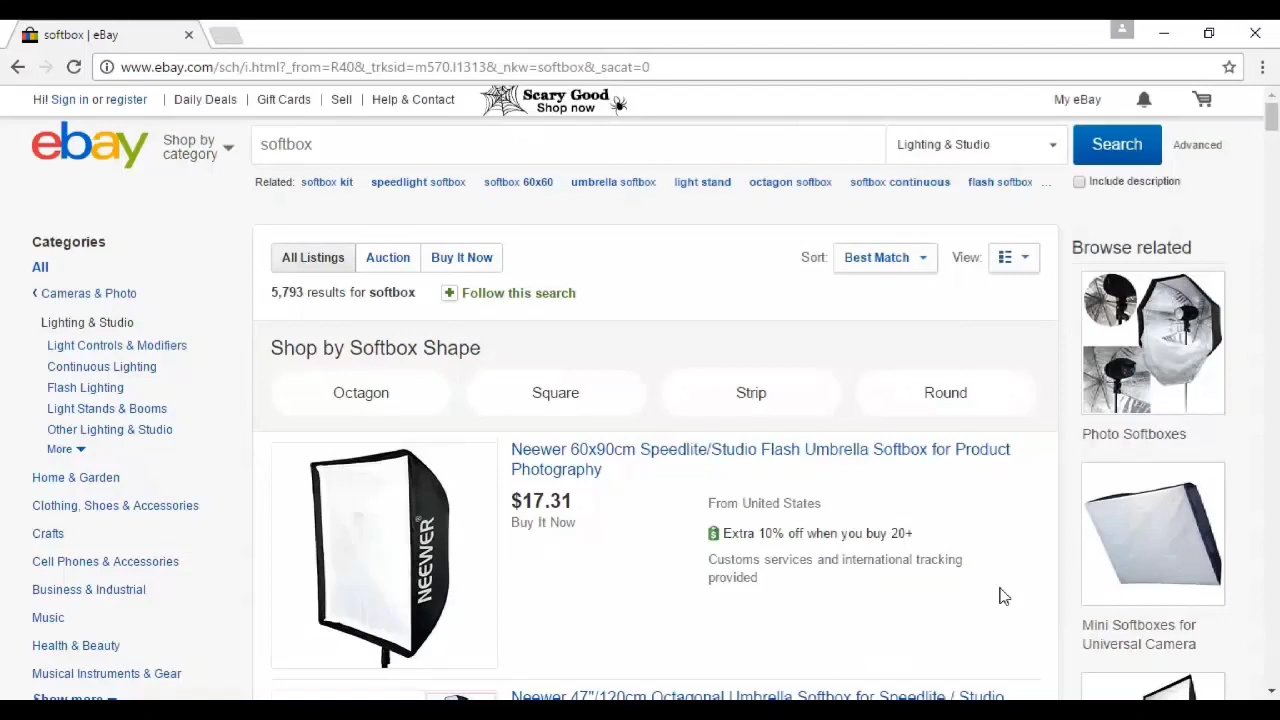 softbox | eBay
www.ebay.com/sch/i.html?_from=R40&_trksid=m570.l1313&_nkw=softbox&_sacat=0
Hi! Sign in or register
Daily Deals
Gift Cards
Sell
Help & Contact
Scary Good
Shop now
My eBay
ebay
Shop by
category
softbox
Lighting & Studio
Search
Advanced
Related: softbox kit speedlight softbox softbox 60x60 umbrella softbox light stand octagon softbox softbox continuous flash softbox ...
Include description
Categories
All
Cameras & Photo
Lighting & Studio
Light Controls & Modifiers
Continuous Lighting
Flash Lighting
Light Stands & Booms
Other Lighting & Studio
More
Home & Garden
Clothing, Shoes & Accessories
Crafts
Cell Phones & Accessories
Business & Industrial
Music
Health & Beauty
Musical Instruments & Gear
Show more
All Listings
Auction
Buy It Now
Sort: Best Match
View:
5,793 results for softbox
Follow this search
Shop by Softbox Shape
Octagon
Square
Strip
Round
NEEWER
Neewer 60x90cm Speedlite/Studio Flash Umbrella Softbox for Product
Photography
$17.31
Buy It Now
From United States
Extra 10% off when you buy 20+
Customs services and international tracking
provided
Neewer 47"/120cm Octagonal Umbrella Softbox for Speedlite / Studio
Browse related
Photo Softboxes
Mini Softboxes for
Universal Camera